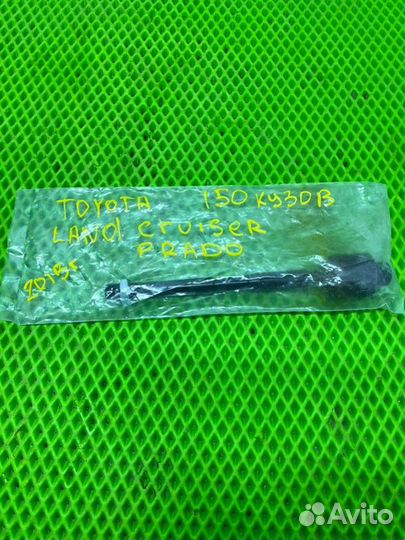 TOYOTA 150 КУЗОВ
LAND CRUISER
PRADO
2013г
Avito